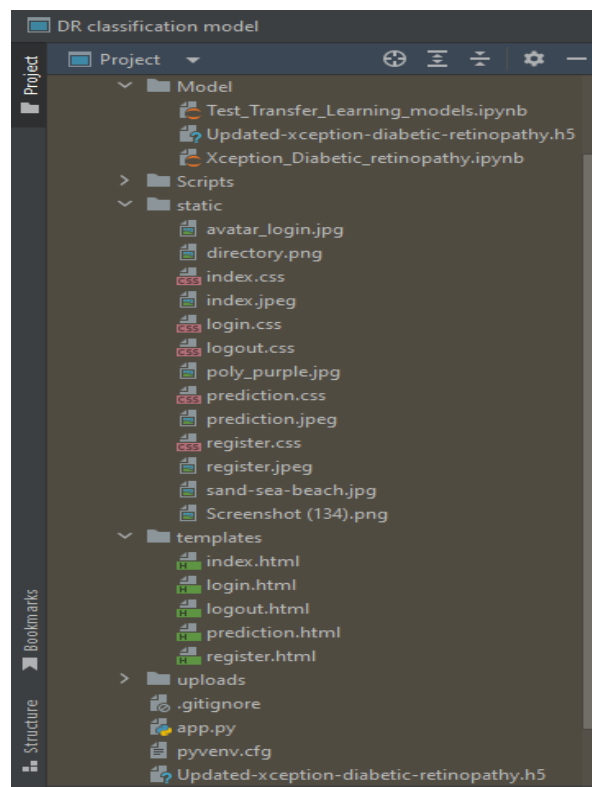 DR classification model
Project
Project
Model
Test_Transfer_Learning_models.ipynb
Updated-xception-diabetic-retinopathy.h5
Xception_Diabetic_retinopathy.ipynb
Scripts
static
avatar_login.jpg
directory.png
index.css
index.jpeg
login.css
logout.css
poly_purple.jpg
prediction.css
prediction.jpeg
register.css
register.jpeg
sand-sea-beach.jpg
Screenshot (134).png
templates
index.html
login.html
logout.html
prediction.html
register.html
uploads
.gitignore
app.py
pyvenv.cfg
Updated-xception-diabetic-retinopathy.h5
Bookmarks
Structure